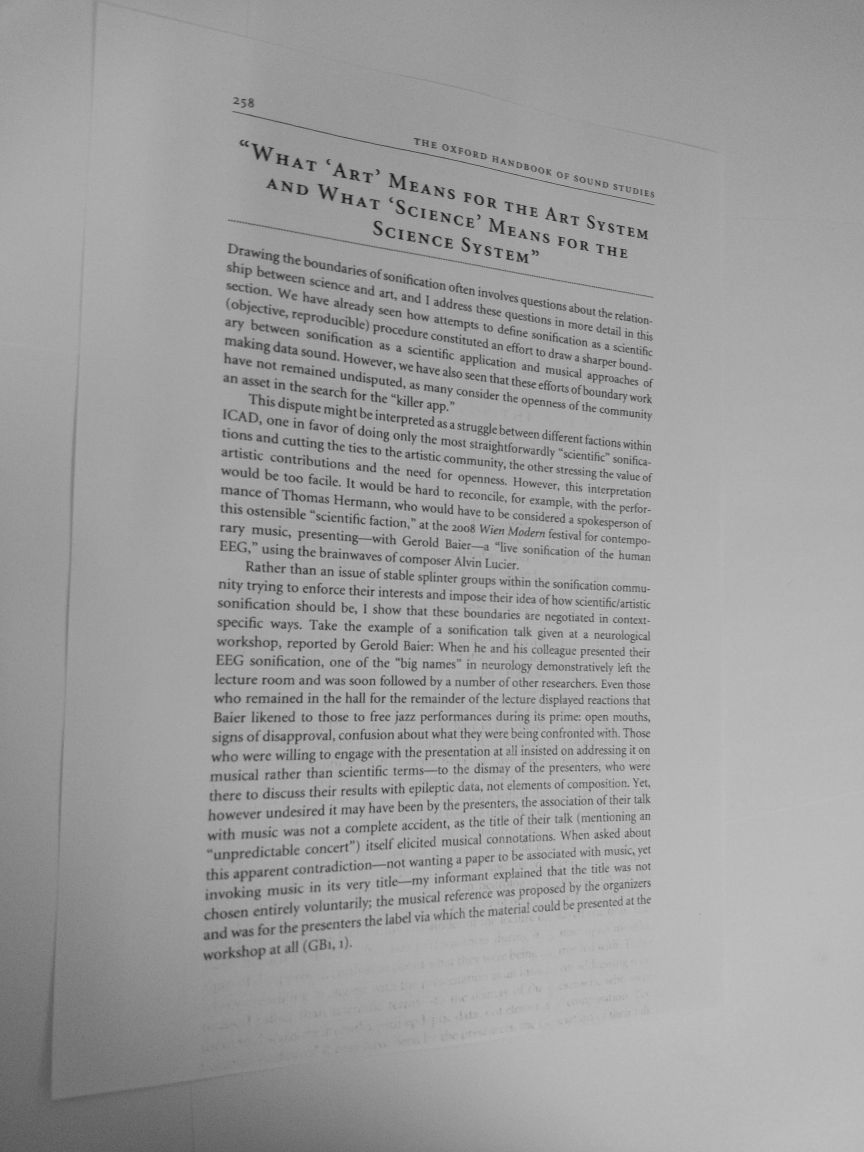 258
THE OXFORD HANDBOOK OF SOUND STUDIES
“What ‘Art’ Means for the Art System
and What ‘Science’ Means for the
Science System”
Drawing the boundaries of sonification often involves questions about the relation-
ship between science and art, and I address these questions in more detail in this
section. We have already seen how attempts to define sonification as a scientific
(objective, reproducible) procedure constituted an effort to draw a sharper bound-
ary between sonification as a scientific application and musical approaches of
making data sound. However, we have also seen that these efforts of boundary work
have not remained undisputed, as many consider the openness of the community
an asset in the search for the “killer app.”
This dispute might be interpreted as a struggle between different factions within
ICAD, one in favor of doing only the most straightforwardly “scientific” sonifica-
tions and cutting the ties to the artistic community, the other stressing the value of
artistic contributions and the need for openness. However, this interpretation
would be too facile. It would be hard to reconcile, for example, with the perfor-
mance of Thomas Hermann, who would have to be considered a spokesperson of
this ostensible “scientific faction,” at the 2008 Wien Modern festival for contempo-
rary music, presenting—with Gerold Baier—a “live sonification of the human
EEG,” using the brainwaves of composer Alvin Lucier.
Rather than an issue of stable splinter groups within the sonification commu-
nity trying to enforce their interests and impose their idea of how scientific/artistic
sonification should be, I show that these boundaries are negotiated in context-
specific ways. Take the example of a sonification talk given at a neurological
workshop, reported by Gerold Baier: When he and his colleague presented their
EEG sonification, one of the "big names" in neurology demonstratively left the
lecture room and was soon followed by a number of other researchers. Even those
who remained in the hall for the remainder of the lecture displayed reactions that
Baier likened to those to free jazz performances during its prime: open mouths,
signs of disapproval, confusion about what they were being confronted with. Those
who were willing to engage with the presentation at all insisted on addressing it on
musical rather than scientific terms—to the dismay of the presenters, who were
there to discuss their results with epileptic data, not elements of composition. Yet,
however undesired it may have been by the presenters, the association of their talk
with music was not a complete accident, as the title of their talk (mentioning an
“unpredictable concert”) itself elicited musical connotations. When asked about
this apparent contradiction—not wanting a paper to be associated with music, yet
invoking music in its very title—my informant explained that the title was not
chosen entirely voluntarily; the musical reference was proposed by the organizers
and was for the presenters the label via which the material could be presented at the
workshop at all (GB1, 1).